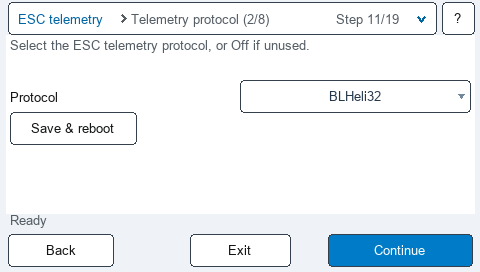 ESC telemetry > Telemetry protocol (2/8) Step 11/19 ?
Select the ESC telemetry protocol, or Off if unused.
Protocol BLHeli32
Save & reboot
Ready
Back Exit Continue